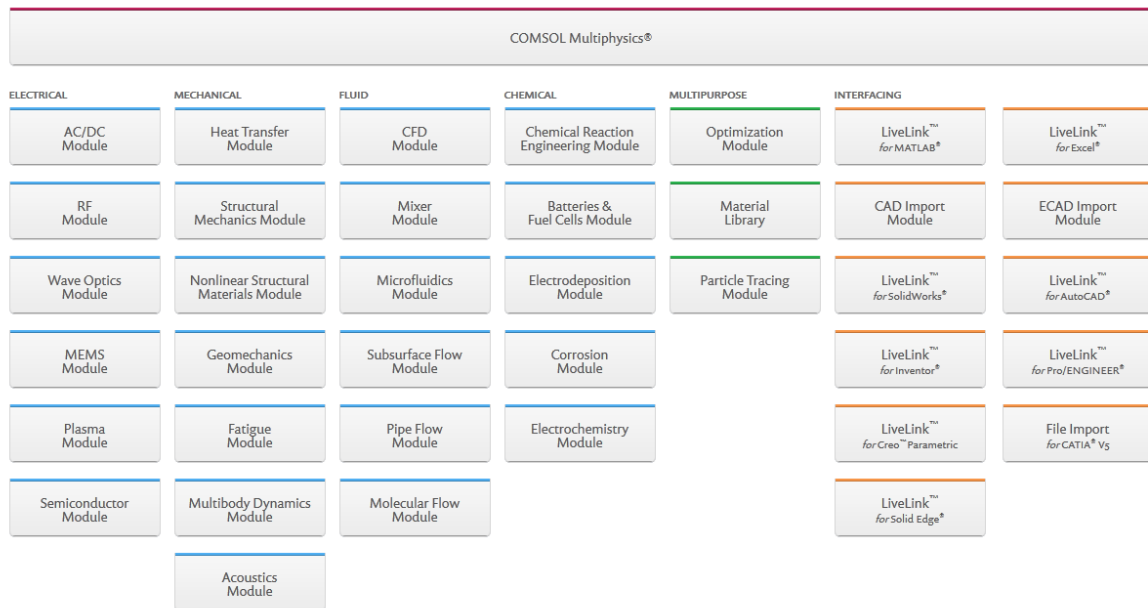 COMSOL Multiphysics®
ELECTRICAL
MECHANICAL
FLUID
CHEMICAL
MULTIPURPOSE
INTERFACING
AC/DC
Module
Heat Transfer
Module
CFD
Module
Chemical Reaction
Engineering Module
Optimization
Module
LiveLink™
for MATLAB®
LiveLink™
for Excel®
RF
Module
Structural
Mechanics Module
Mixer
Module
Batteries &
Fuel Cells Module
Material
Library
CAD Import
Module
ECAD Import
Module
Wave Optics
Module
Nonlinear Structural
Materials Module
Microfluidics
Module
Electrodeposition
Module
Particle Tracing
Module
LiveLink™
for SolidWorks®
LiveLink™
for AutoCAD®
MEMS
Module
Geomechanics
Module
Subsurface Flow
Module
Corrosion
Module
LiveLink™
for Inventor®
LiveLink™
for Pro/ENGINEER®
Plasma
Module
Fatigue
Module
Pipe Flow
Module
Electrochemistry
Module
LiveLink™
for Creo™ Parametric
File Import
for CATIA® V5
Semiconductor
Module
Multibody Dynamics
Module
Molecular Flow
Module
LiveLink™
for Solid Edge®
Acoustics
Module